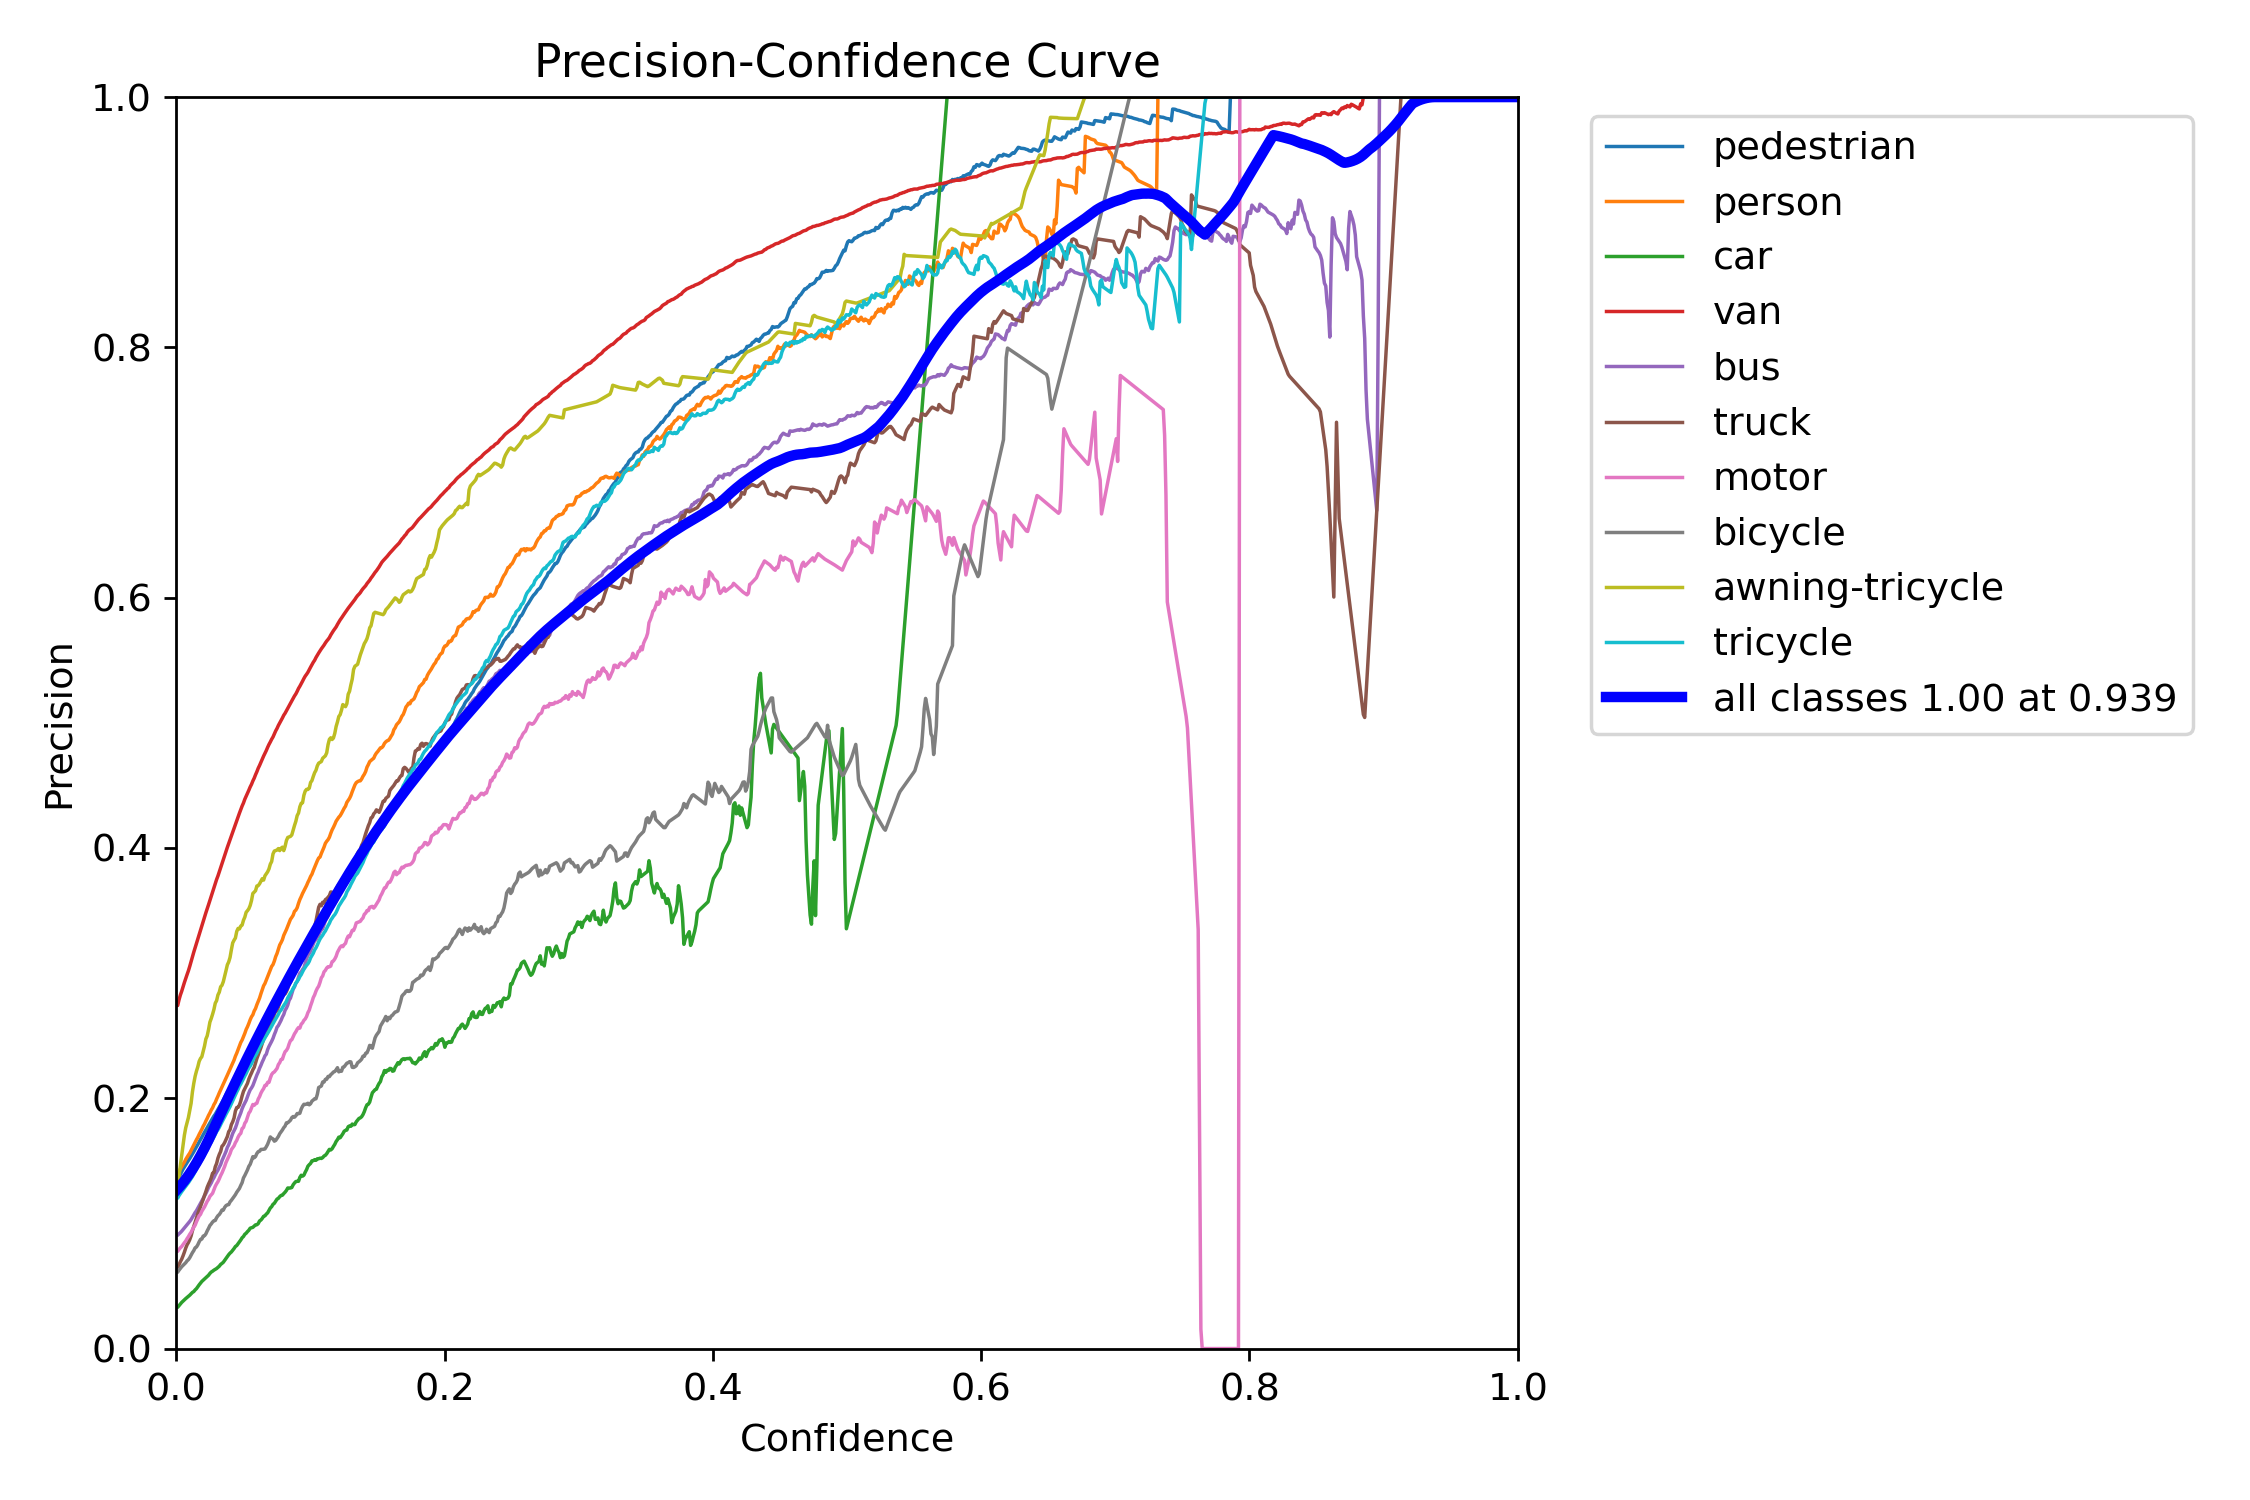 Precision-Confidence Curve
1.0
0.8
0.6
0.4
0.2
0.0
Precision
0.0 0.2 0.4 0.6 0.8 1.0
Confidence
pedestrian
person
car
van
bus
truck
motor
bicycle
awning-tricycle
tricycle
all classes 1.00 at 0.939